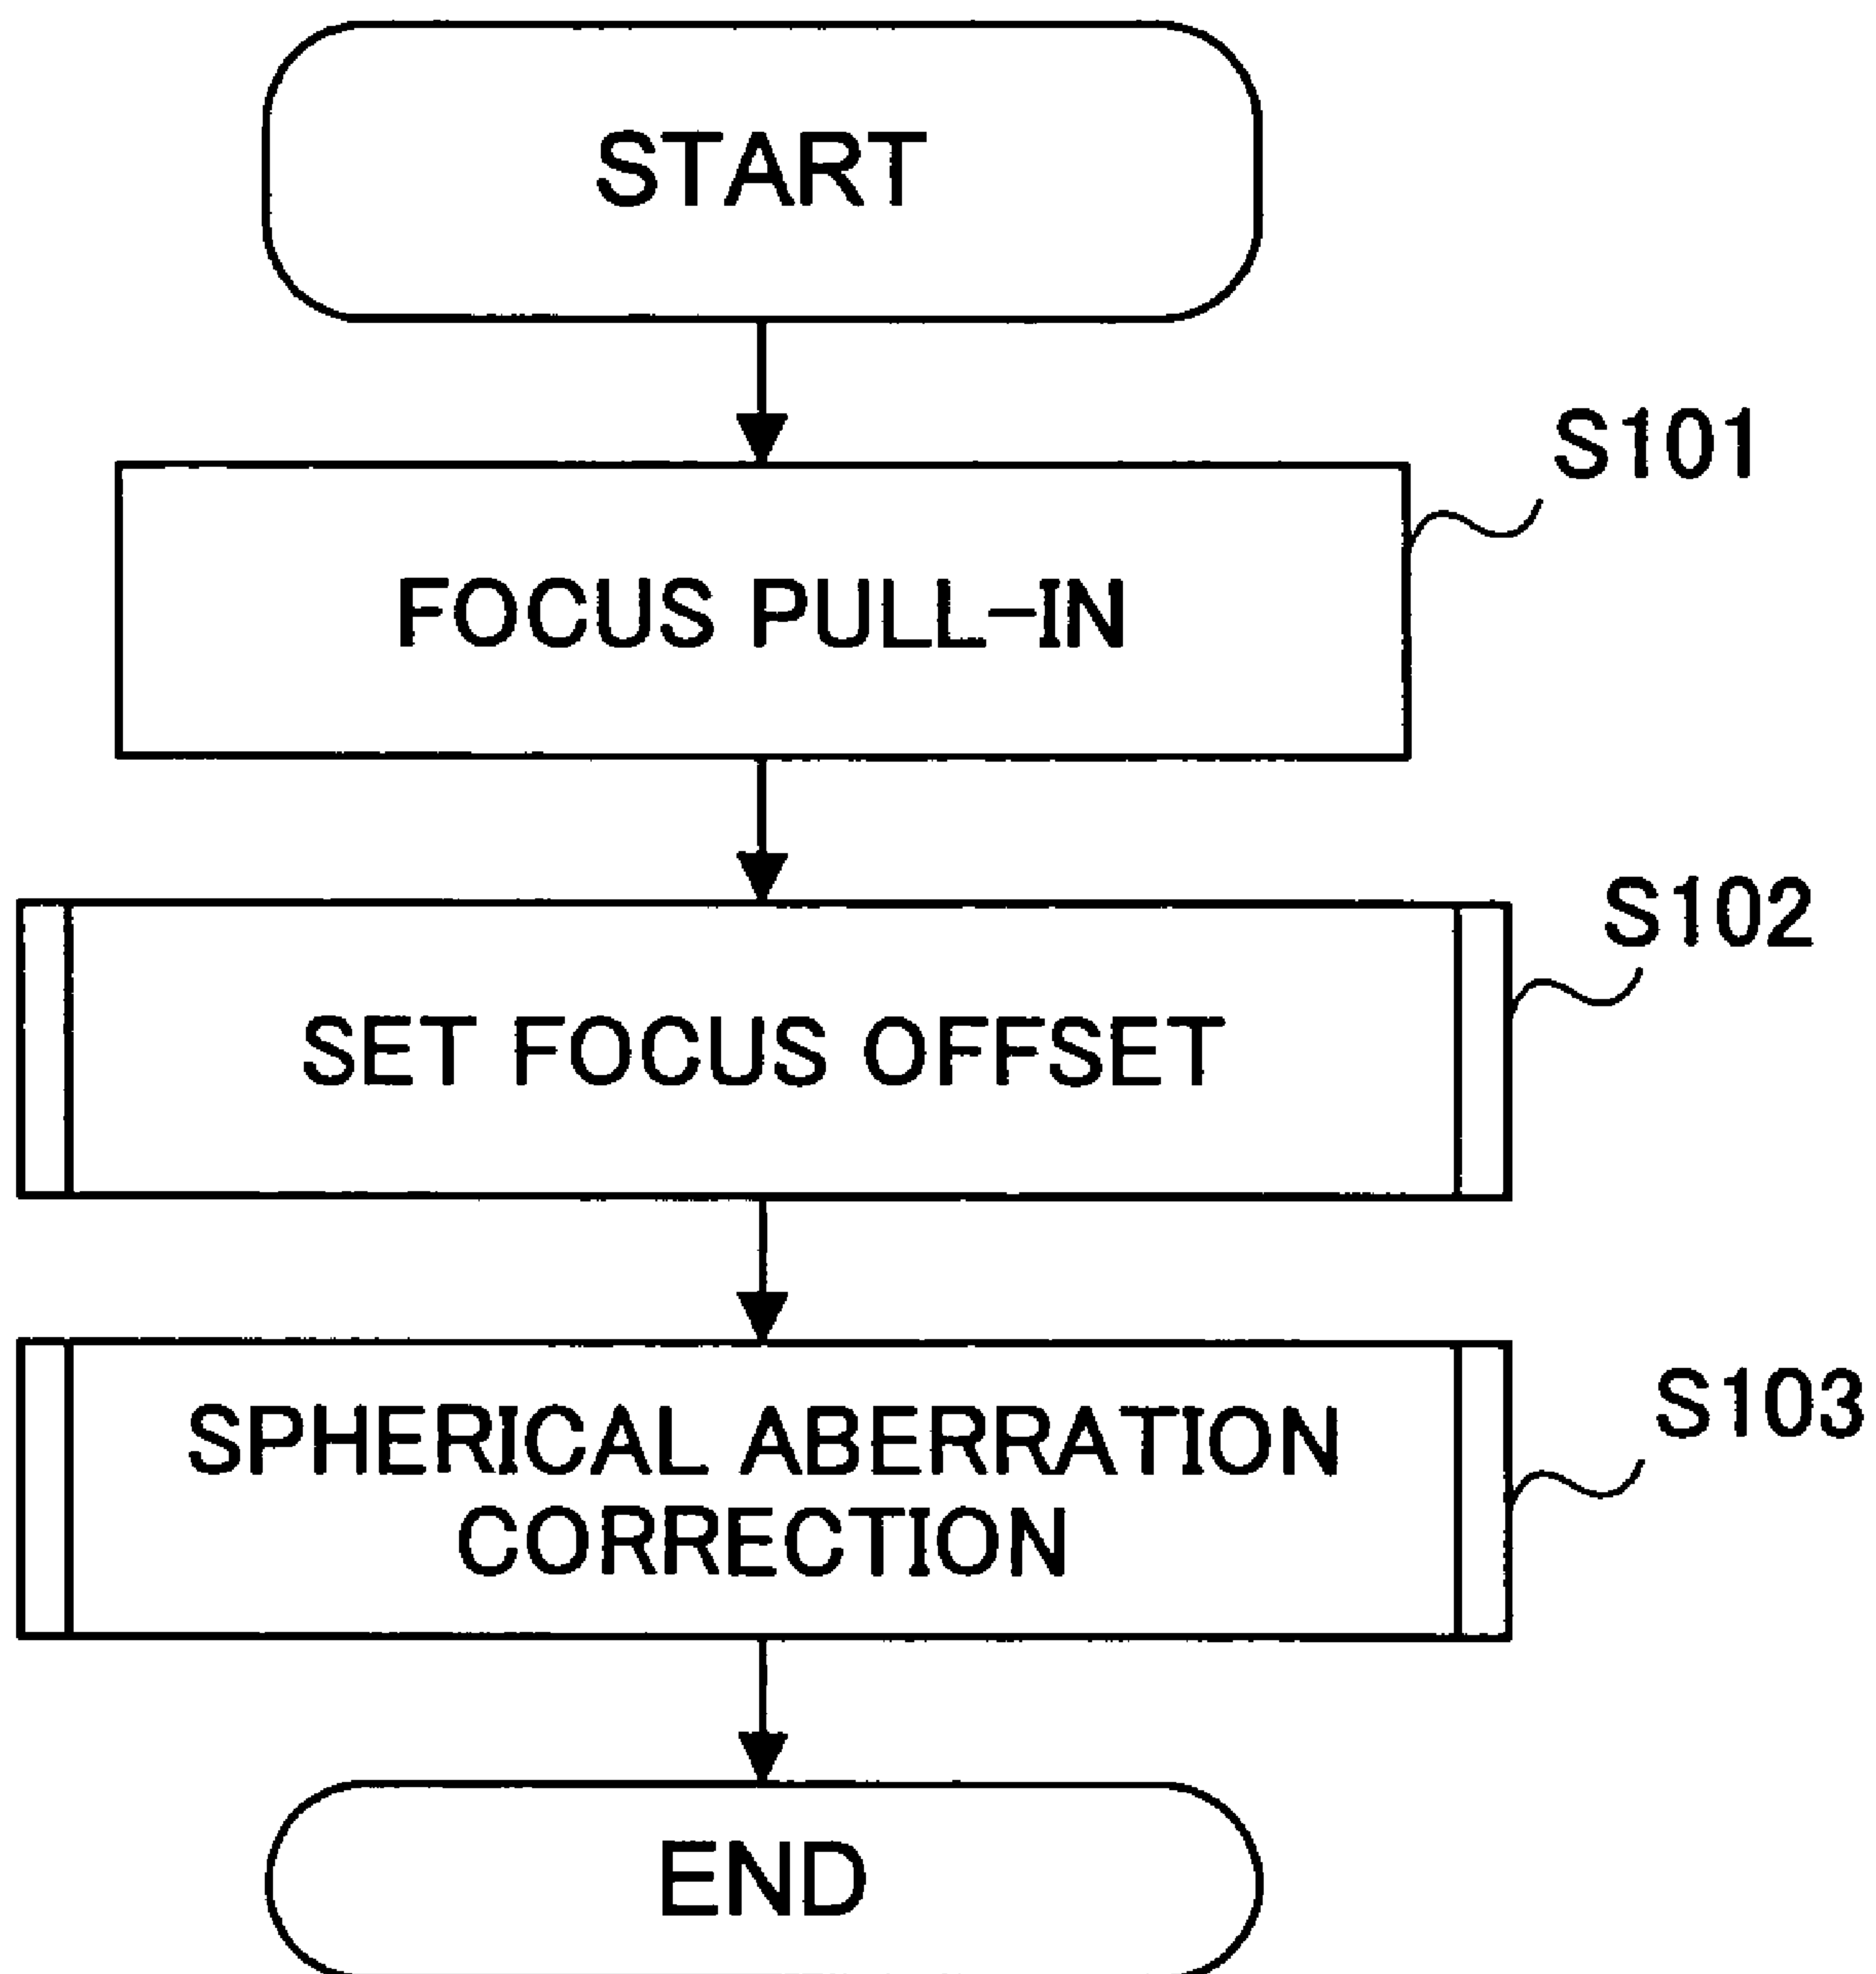 START
S101
FOCUS PULL-IN
S102
SET FOCUS OFFSET
S103
SPHERICAL ABERRATION
CORRECTION
END